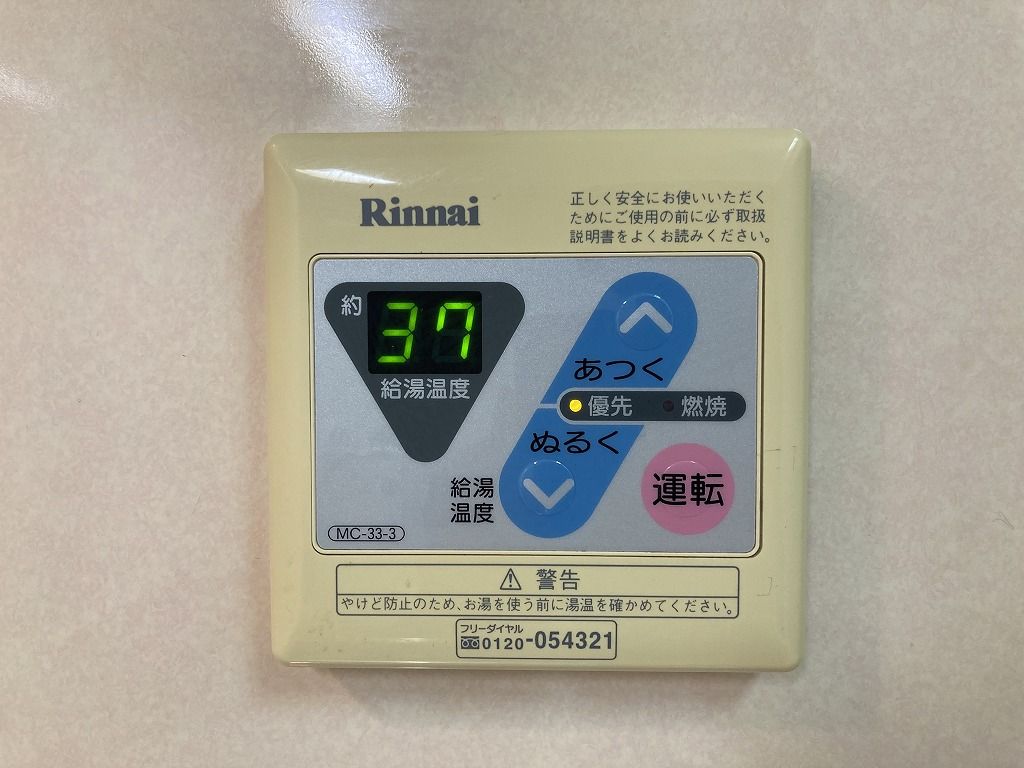 Rinnai
正しく安全にお使いいただく
ためにご使用の前に必ず取扱
説明書をよくお読みください。
約 37
給湯温度
あつく
優先 燃焼
ぬるく
給湯
温度
運転
MC-33-3
⚠ 警告
やけど防止のため、お湯を使う前に湯温を確かめてください。
フリーダイヤル
0120-054321